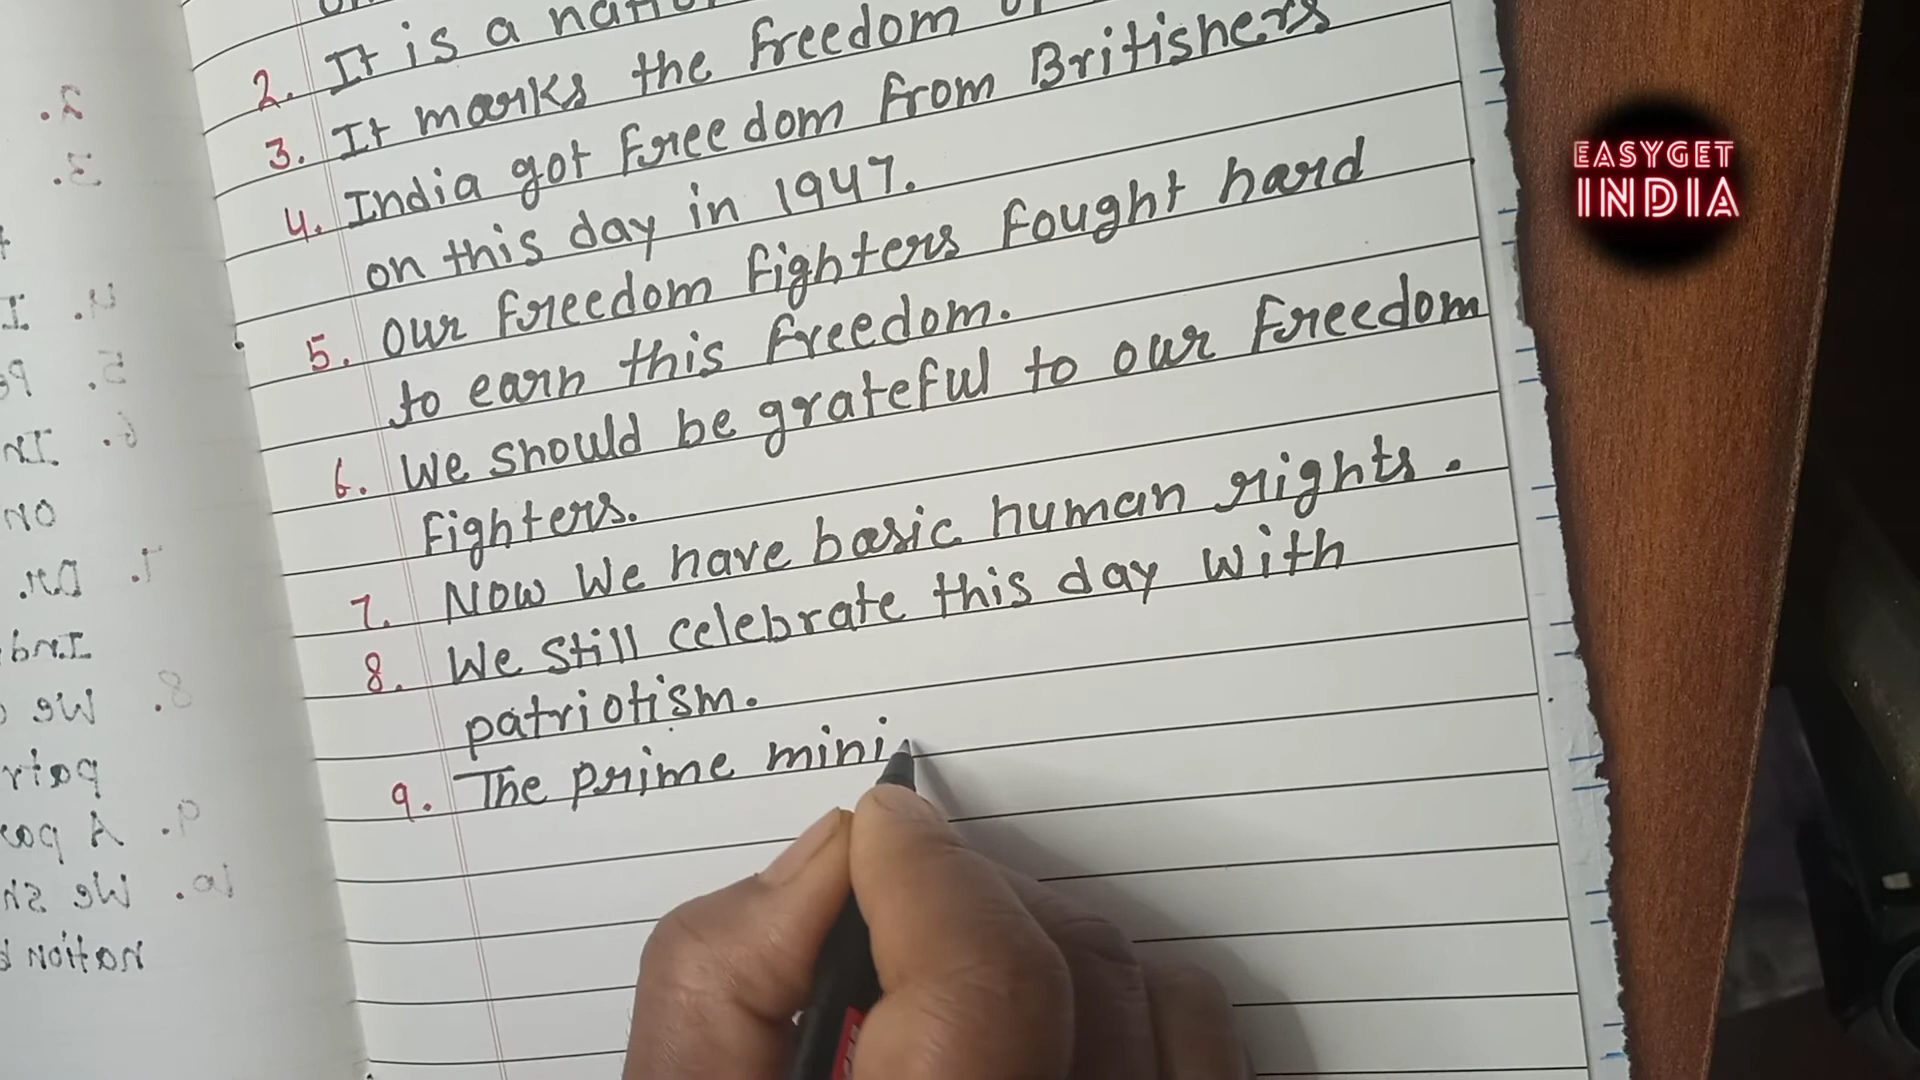 2. It is a
3. It marks the freedom
4. India got freedom from Britishers
on this day in 1947.
5. Our freedom fighters fought hard
to earn this freedom.
6. We should be grateful to our freedom
fighters.
7. Now We have basic human rights.
8. We still celebrate this day with
patriotism.
9. The prime mini
EASYGET
INDIA